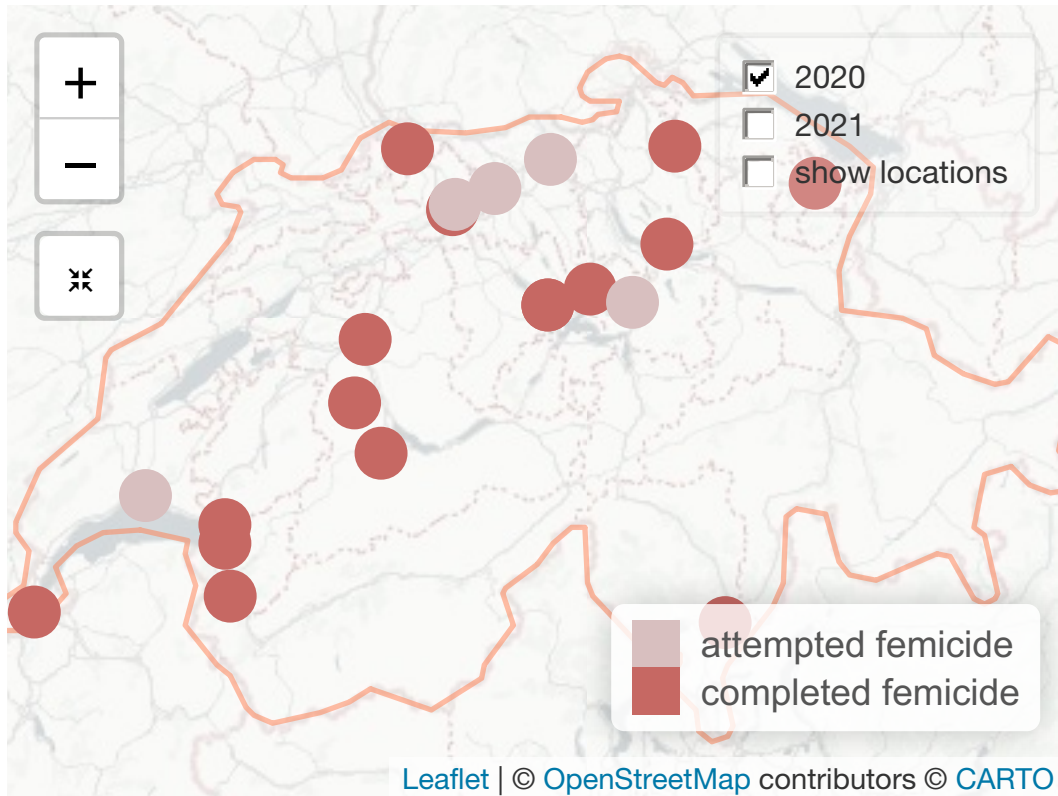 +
−
2020
2021
show locations
attempted femicide
completed femicide
Leaflet | © OpenStreetMap contributors © CARTO